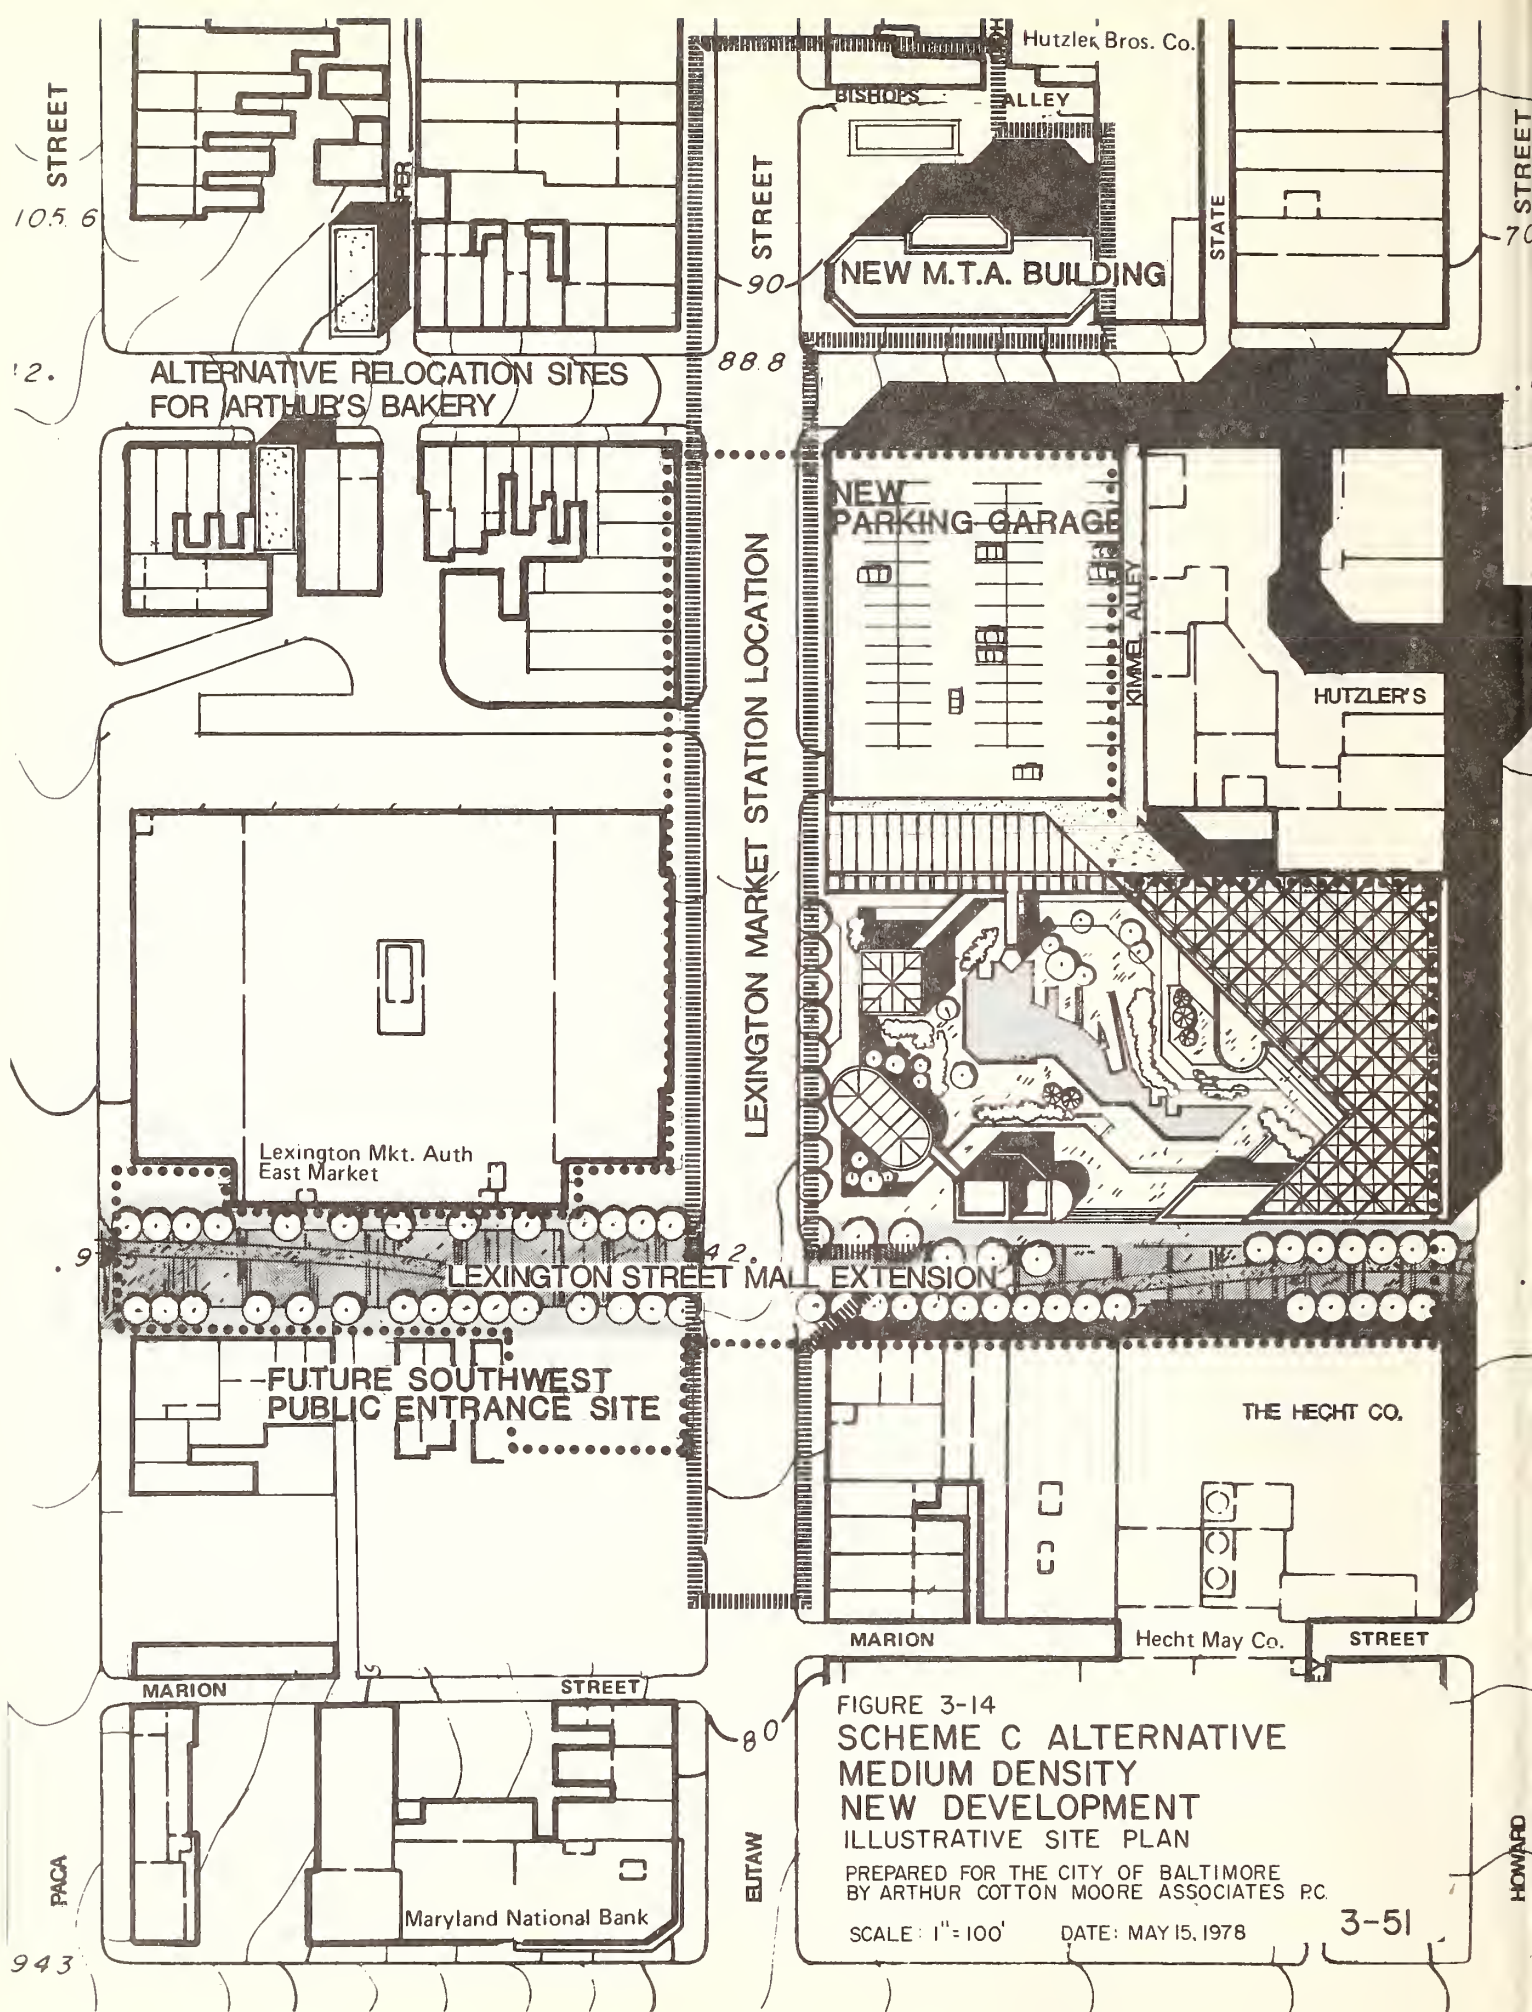 Hutzler Bros. Co.
BISHOPS ALLEY
STREET
STREET
STATE
STREET
105.6
70
90
NEW M.T.A. BUILDING
88.8
ALTERNATIVE RELOCATION SITES
FOR ARTHUR'S BAKERY
NEW
PARKING GARAGE
KIMMEL ALLEY
HUTZLER'S
LEXINGTON MARKET STATION LOCATION
Lexington Mkt. Auth
East Market
LEXINGTON STREET MALL EXTENSION
FUTURE SOUTHWEST
PUBLIC ENTRANCE SITE
THE HECHT CO.
MARION
Hecht May Co.
STREET
MARION
STREET
80
PACA
EUTAW
HOWARD
Maryland National Bank
943
FIGURE 3-14
SCHEME C ALTERNATIVE
MEDIUM DENSITY
NEW DEVELOPMENT
ILLUSTRATIVE SITE PLAN
PREPARED FOR THE CITY OF BALTIMORE
BY ARTHUR COTTON MOORE ASSOCIATES P.C.
SCALE: 1"=100' DATE: MAY 15, 1978
3-51